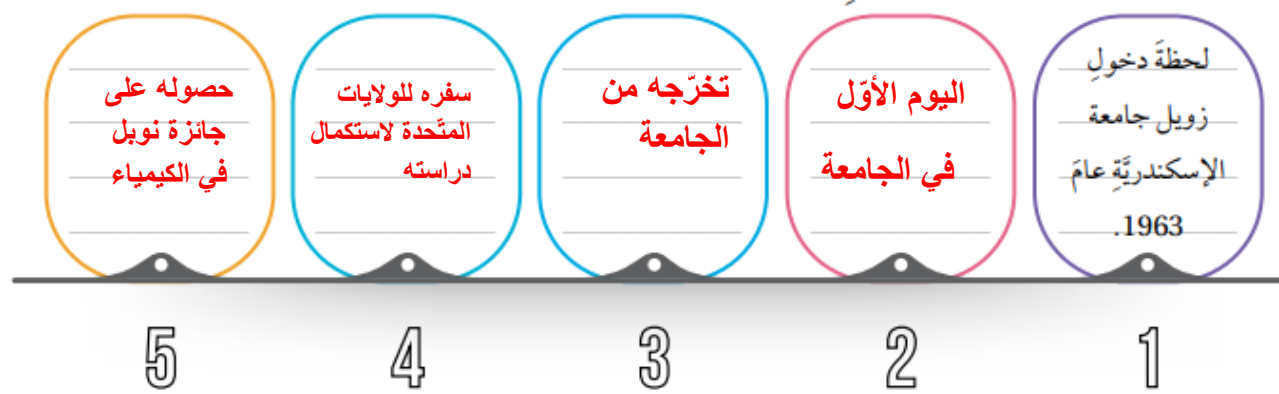 لحظةَ دخولِ
زويل جامعة
الإسكندريَّةِ عامَ
1963.
اليوم الأوّل
في الجامعة
تخرّجه من
الجامعة
سفره للولايات
المتّحدة لاستكمال
دراسته
حصوله على
جائزة نوبل
في الكيمياء
1
2
3
4
5